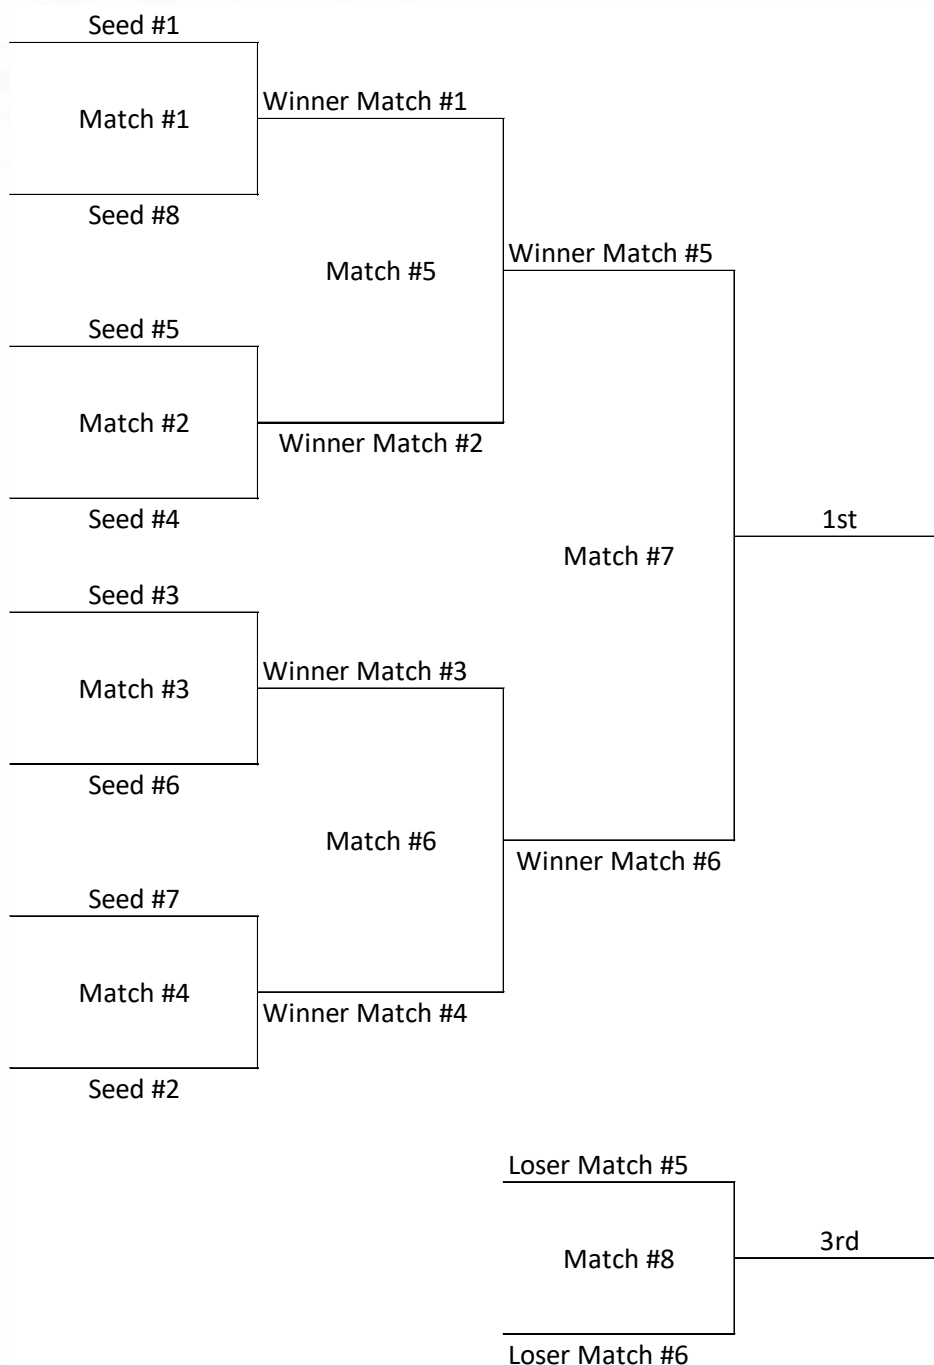 Seed #1
Winner Match #1
Match #1
Seed #8
Winner Match #5
Match #5
Seed #5
Match #2
Winner Match #2
Seed #4
1st
Match #7
Seed #3
Winner Match #3
Match #3
Seed #6
Match #6
Winner Match #6
Seed #7
Match #4
Winner Match #4
Seed #2
Loser Match #5
3rd
Match #8
Loser Match #6